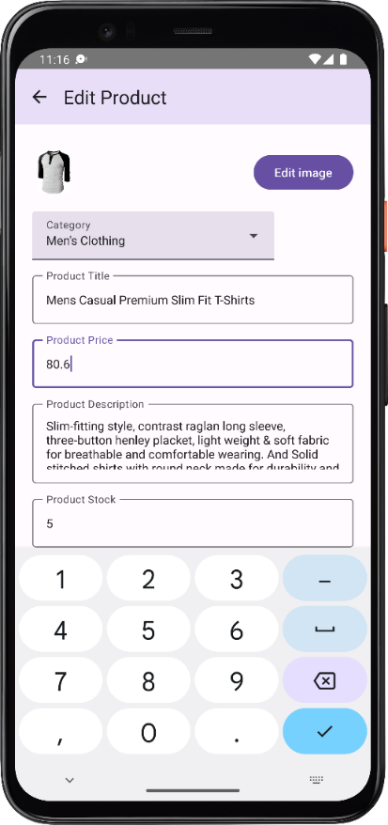 11:16
Edit Product
Edit image
Category
Men's Clothing
Product Title
Mens Casual Premium Slim Fit T-Shirts
Product Price
80.6
Product Description
Slim-fitting style, contrast raglan long sleeve,
three-button henley placket, light weight & soft fabric
for breathable and comfortable wearing. And Solid
stitched shirts with round neck made for durability and
Product Stock
5
1 2 3 –
4 5 6
7 8 9
, 0 .